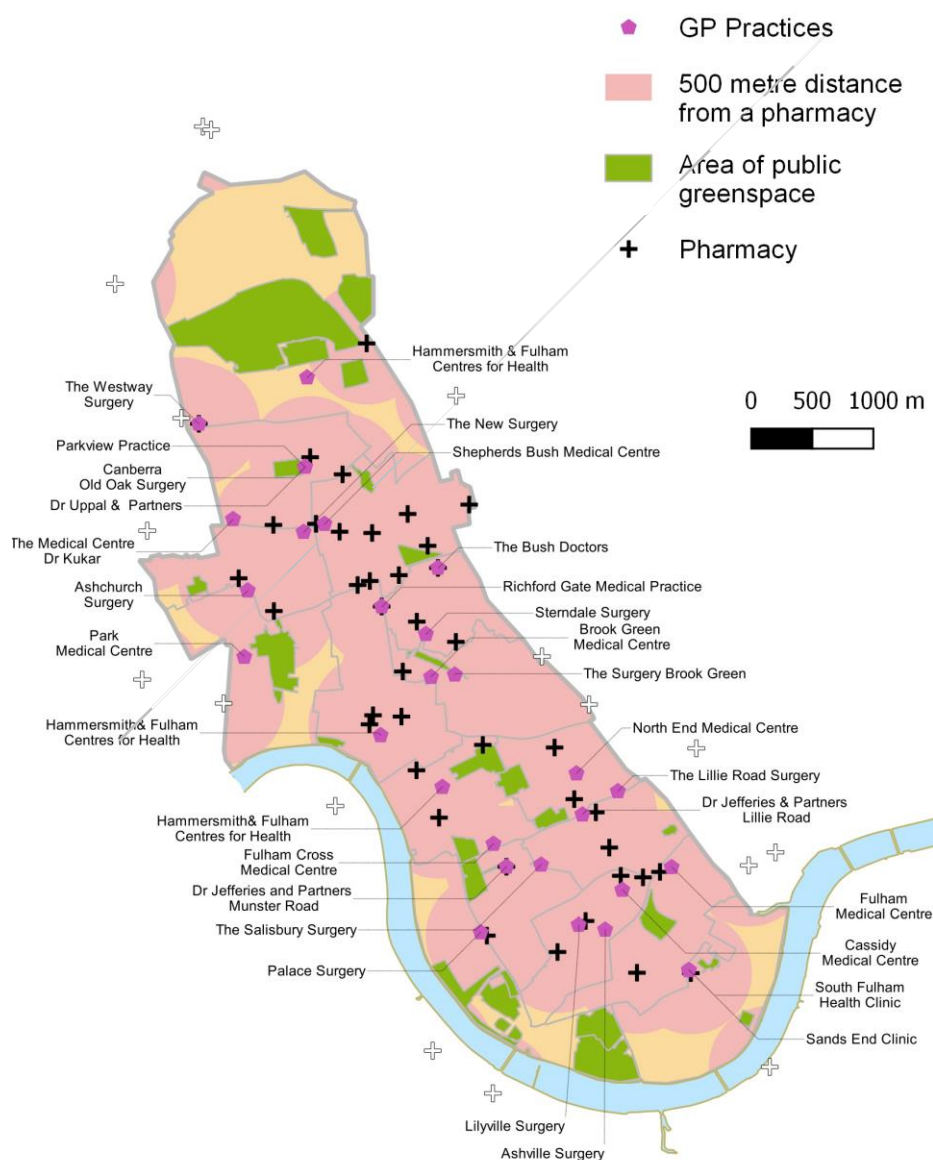 GP Practices
500 metre distance
from a pharmacy
Area of public
greenspace
Pharmacy
Hammersmith & Fulham
Centres for Health
The Westway
Surgery
0 500 1000 m
Parkview Practice
The New Surgery
Canberra
Old Oak Surgery
Shepherds Bush Medical Centre
Dr Uppal & Partners
The Medical Centre
Dr Kukar
The Bush Doctors
Ashchurch
Surgery
Richford Gate Medical Practice
Sterndale Surgery
Park
Medical Centre
Brook Green
Medical Centre
The Surgery Brook Green
Hammersmith& Fulham
Centres for Health
North End Medical Centre
The Lillie Road Surgery
Hammersmith& Fulham
Centres for Health
Dr Jefferies & Partners
Lillie Road
Fulham Cross
Medical Centre
Dr Jefferies and Partners
Munster Road
Fulham
Medical Centre
The Salisbury Surgery
Cassidy
Medical Centre
Palace Surgery
South Fulham
Health Clinic
Sands End Clinic
Lilyville Surgery
Ashville Surgery